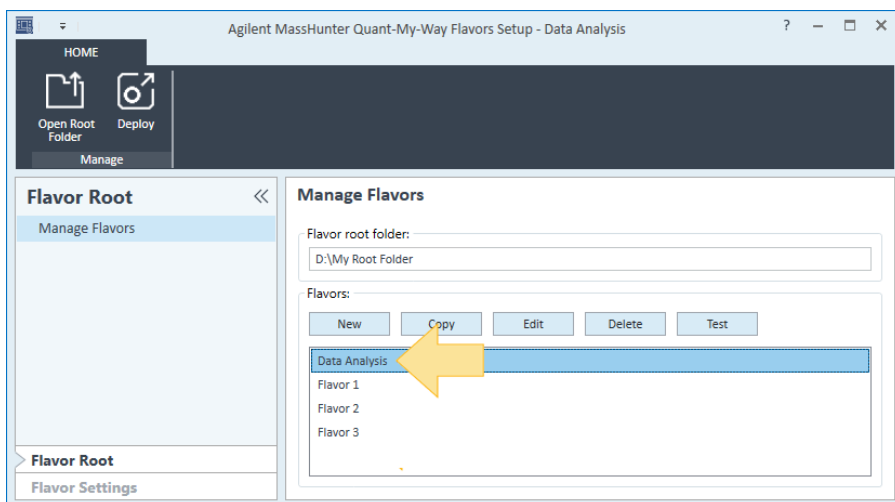 Agilent MassHunter Quant-My-Way Flavors Setup - Data Analysis
HOME
Open Root
Folder
Deploy
Manage
Flavor Root
Manage Flavors
Flavor Root
Flavor Settings
Manage Flavors
Flavor root folder:
D:\My Root Folder
Flavors:
New Copy Edit Delete Test
Data Analysis
Flavor 1
Flavor 2
Flavor 3